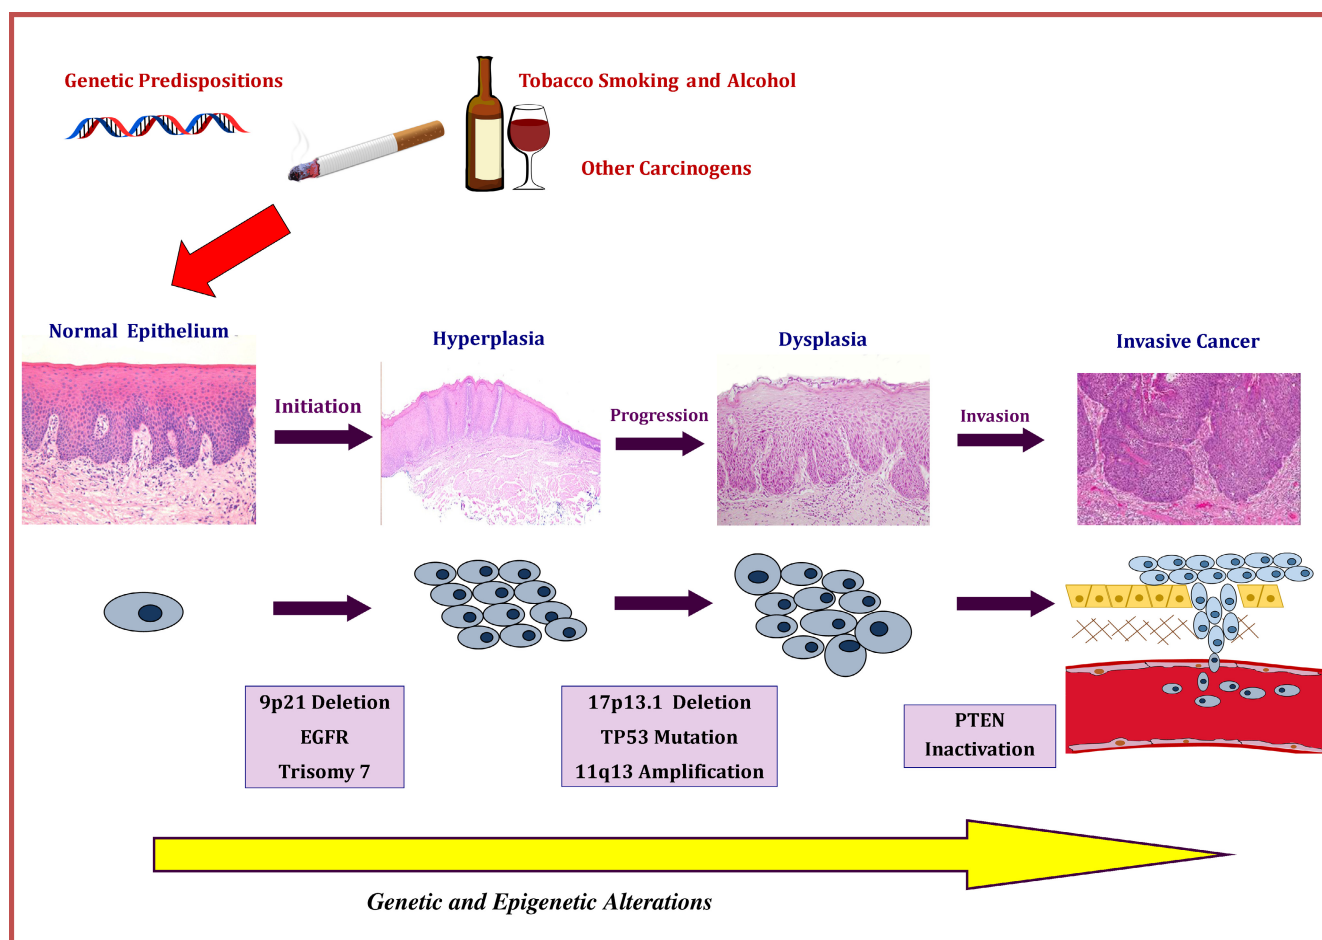 Genetic Predispositions
Tobacco Smoking and Alcohol
Other Carcinogens
Normal Epithelium
Hyperplasia
Dysplasia
Invasive Cancer
Initiation
Progression
Invasion
9p21 Deletion
EGFR
Trisomy 7
17p13.1 Deletion
TP53 Mutation
11q13 Amplification
PTEN
Inactivation
Genetic and Epigenetic Alterations